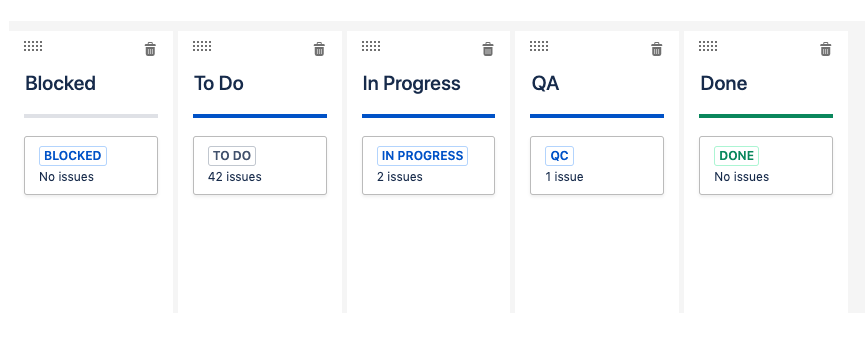 Blocked
To Do
In Progress
QA
Done
BLOCKED
No issues
TO DO
42 issues
IN PROGRESS
2 issues
QC
1 issue
DONE
No issues